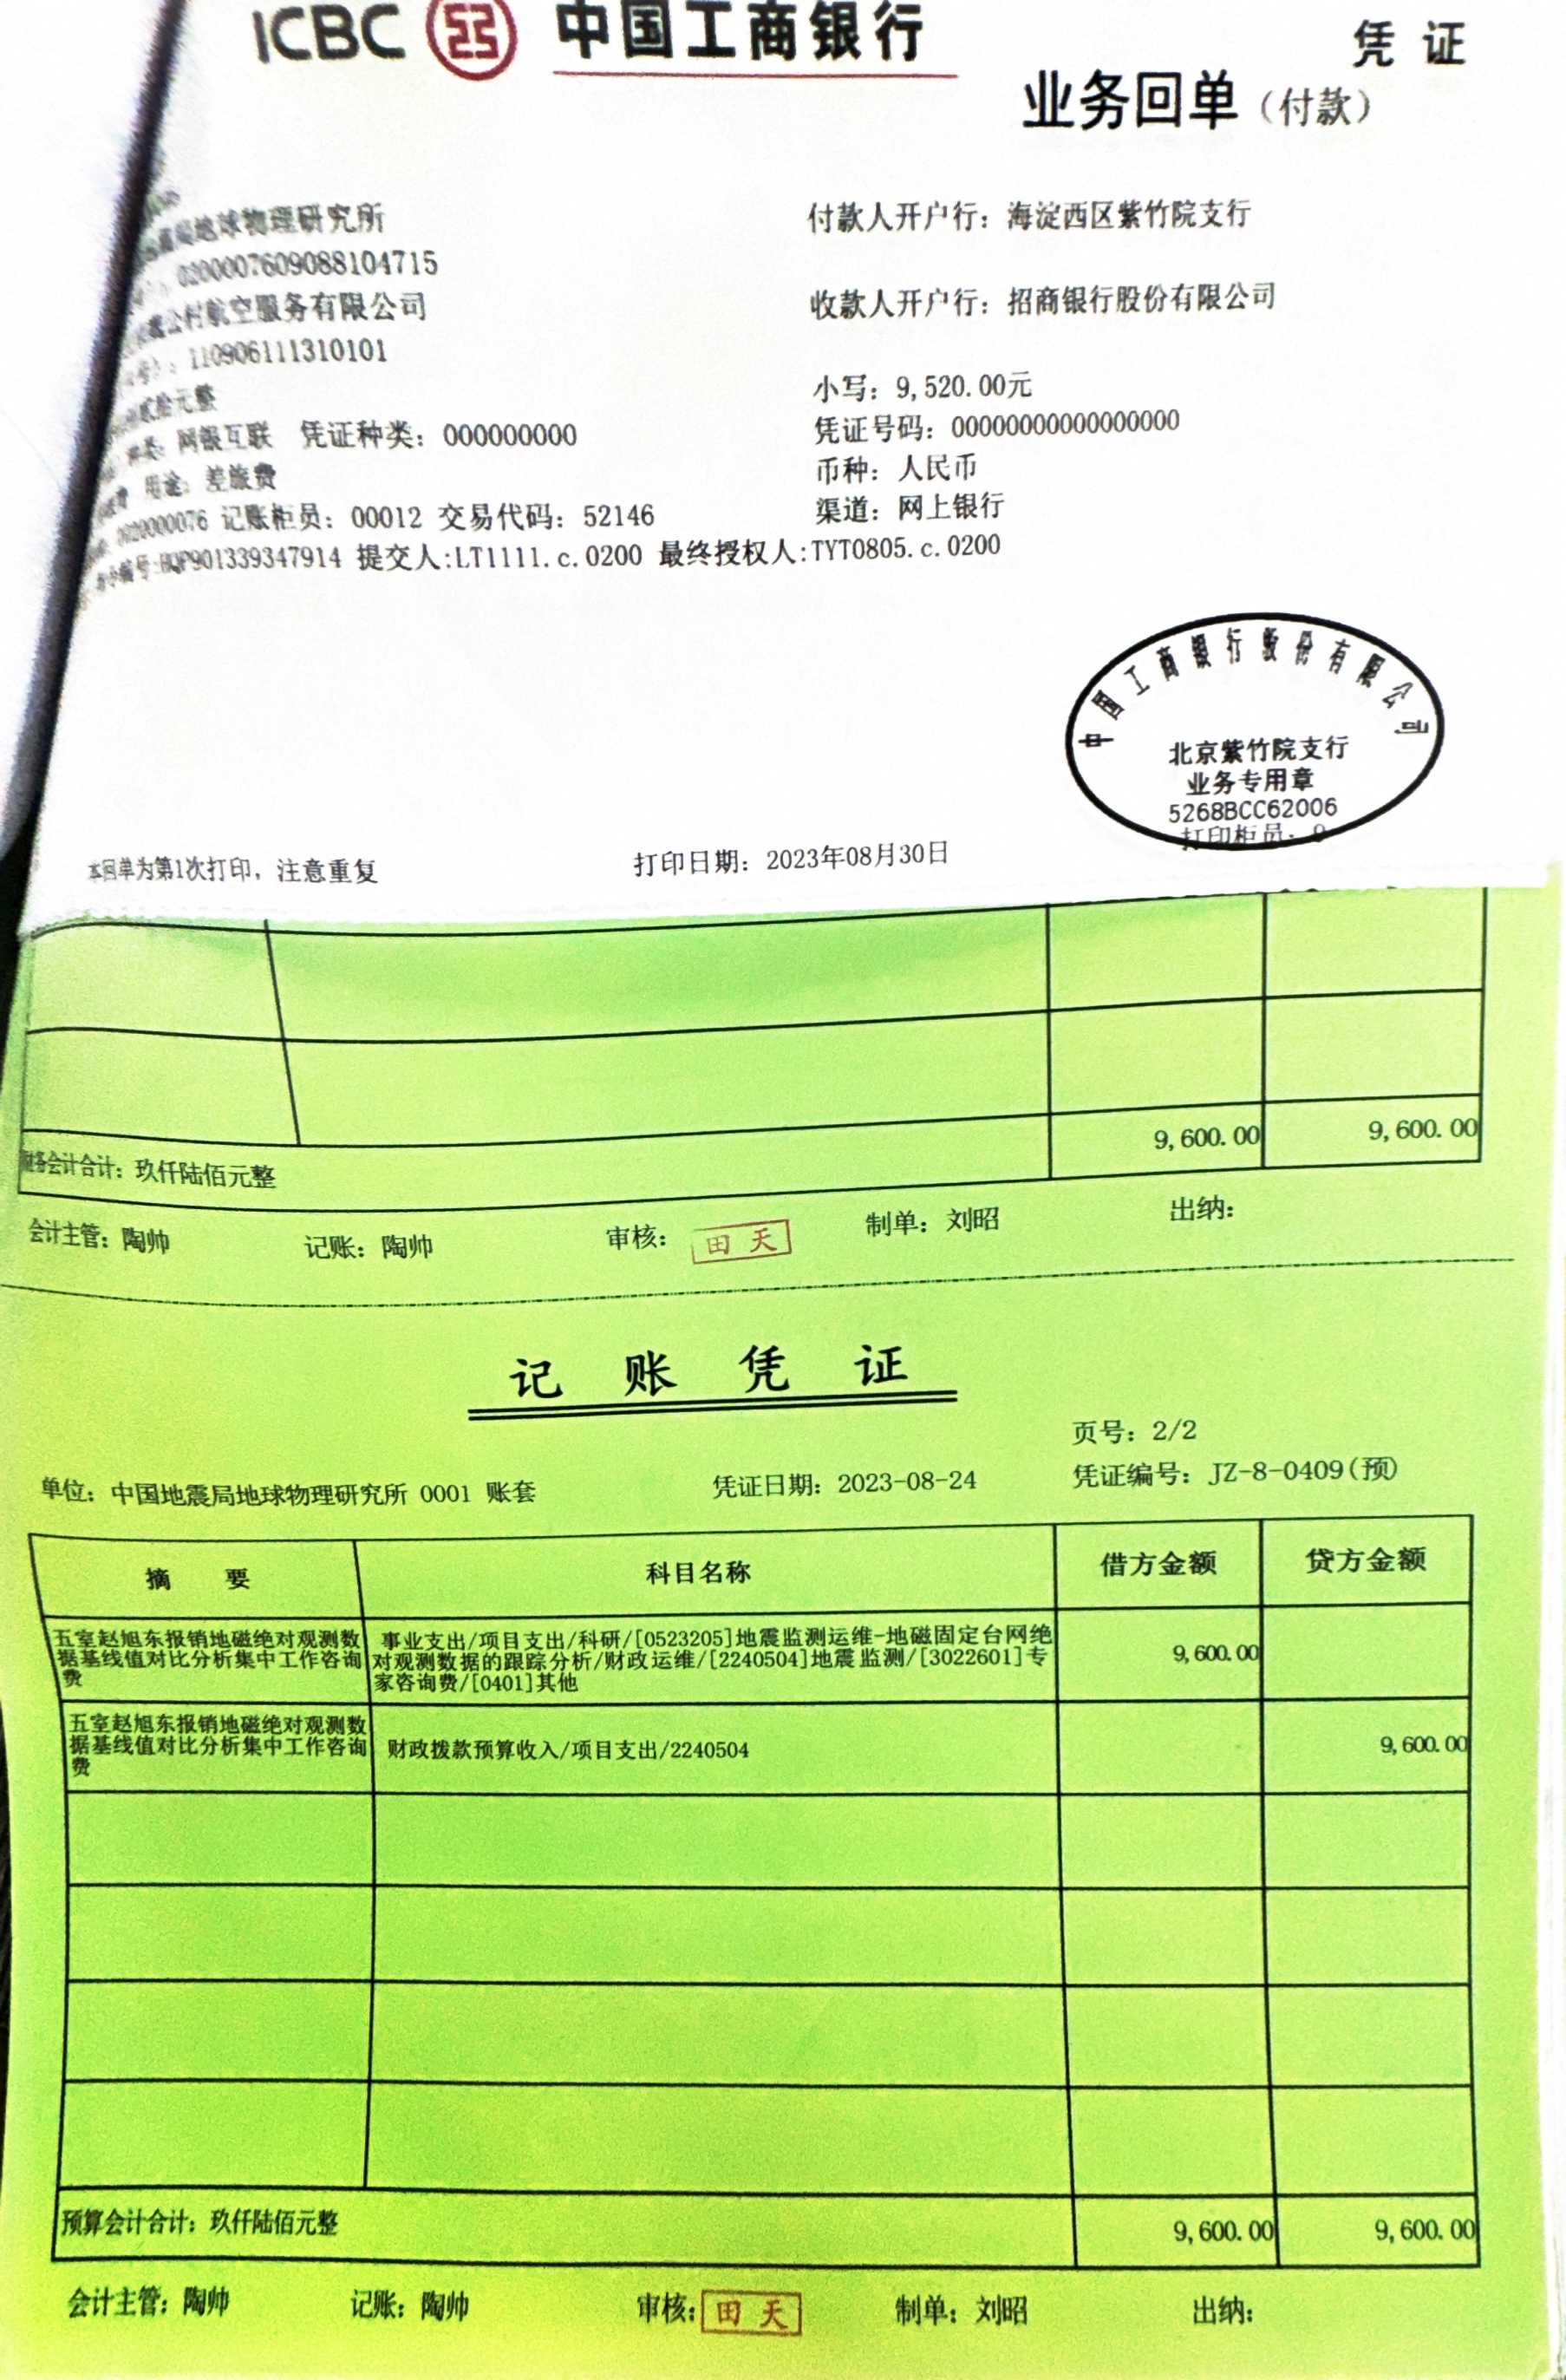 ICBC 中国工商银行
凭 证
业务回单（付款）
地球物理研究所
付款人开户行：海淀西区紫竹院支行
0200007609088104715
公村航空服务有限公司
收款人开户行：招商银行股份有限公司
110906111310101
贰拾元整
小写：9,520.00元
种类：网银互联 凭证种类：000000000
凭证号码：00000000000000000
用途：差旅费
币种：人民币
0020000076 记账柜员：00012 交易代码：52146
渠道：网上银行
编号:HQP901339347914 提交人:LT1111.c.0200 最终授权人:TYT0805.c.0200
中国工商银行股份有限公司
北京紫竹院支行
业务专用章
5268BCC62006
打印柜员：9
本回单为第1次打印，注意重复 打印日期：2023年08月30日
财务会计合计：玖仟陆佰元整 9,600.00 9,600.00
会计主管：陶帅 记账：陶帅 审核：田天 制单：刘昭 出纳：
记 账 凭 证
页号：2/2
单位：中国地震局地球物理研究所 0001 账套 凭证日期：2023-08-24 凭证编号：JZ-8-0409(预)
摘 要 科目名称 借方金额 贷方金额
五室赵旭东报销地磁绝对观测数
据基线值对比分析集中工作咨询
费
事业支出/项目支出/科研/[0523205]地震监测运维-地磁固定台网绝
对观测数据的跟踪分析/财政运维/[2240504]地震监测/[3022601]专
家咨询费/[0401]其他
9,600.00
五室赵旭东报销地磁绝对观测数
据基线值对比分析集中工作咨询
费
财政拨款预算收入/项目支出/2240504
9,600.00
预算会计合计：玖仟陆佰元整 9,600.00 9,600.00
会计主管：陶帅 记账：陶帅 审核：田天 制单：刘昭 出纳：